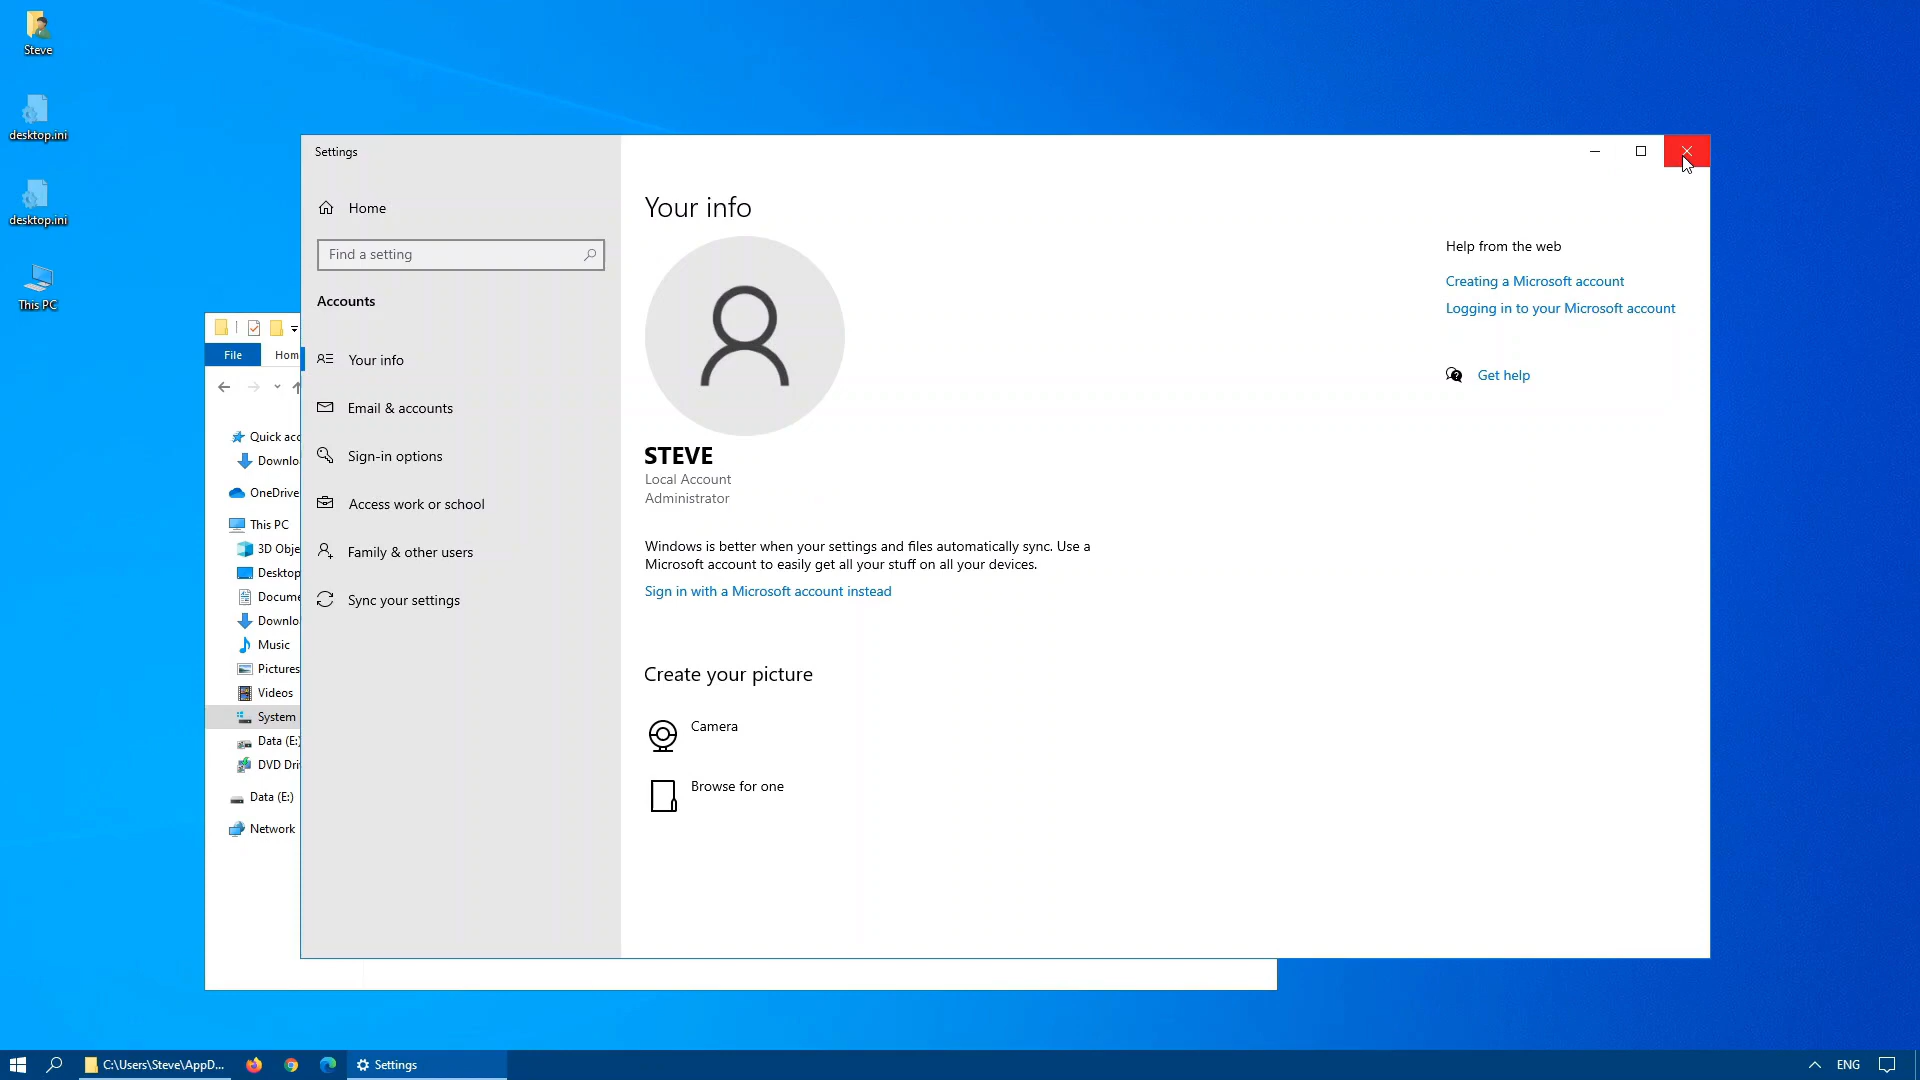 Steve
desktop.ini
desktop.ini
This PC
File
Hom
Quick acc
Downlo
OneDrive
This PC
3D Obje
Desktop
Docume
Downlo
Music
Pictures
Videos
System
Data (E:)
DVD Dri
Data (E:)
Network
Settings
Home
Find a setting
Accounts
Your info
Email & accounts
Sign-in options
Access work or school
Family & other users
Sync your settings
Your info
STEVE
Local Account
Administrator
Windows is better when your settings and files automatically sync. Use a
Microsoft account to easily get all your stuff on all your devices.
Sign in with a Microsoft account instead
Create your picture
Camera
Browse for one
Help from the web
Creating a Microsoft account
Logging in to your Microsoft account
Get help
C:\Users\Steve\AppD...
Settings
ENG